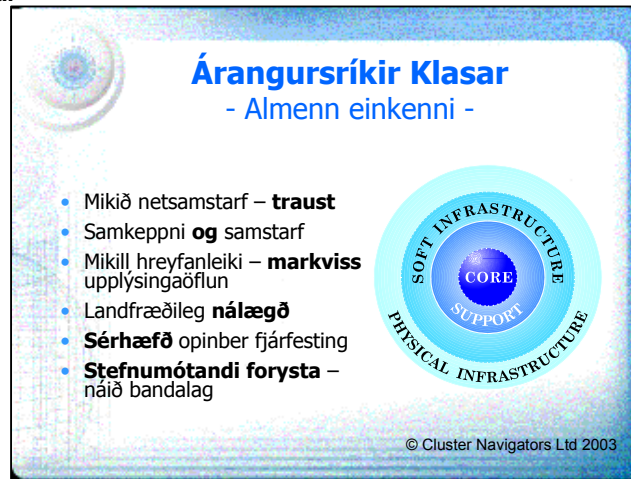 Árangursríkir Klasar
- Almenn einkenni -
• Mikið netsamstarf – traust
• Samkeppni og samstarf
• Mikill hreyfanleiki – markviss
upplýsingaöflun
• Landfræðileg nálægð
• Sérhæfð opinber fjárfesting
• Stefnumótandi forysta –
náið bandalag
SOFT INFRASTRUCTURE
CORE
SUPPORT
PHYSICAL INFRASTRUCTURE
© Cluster Navigators Ltd 2003